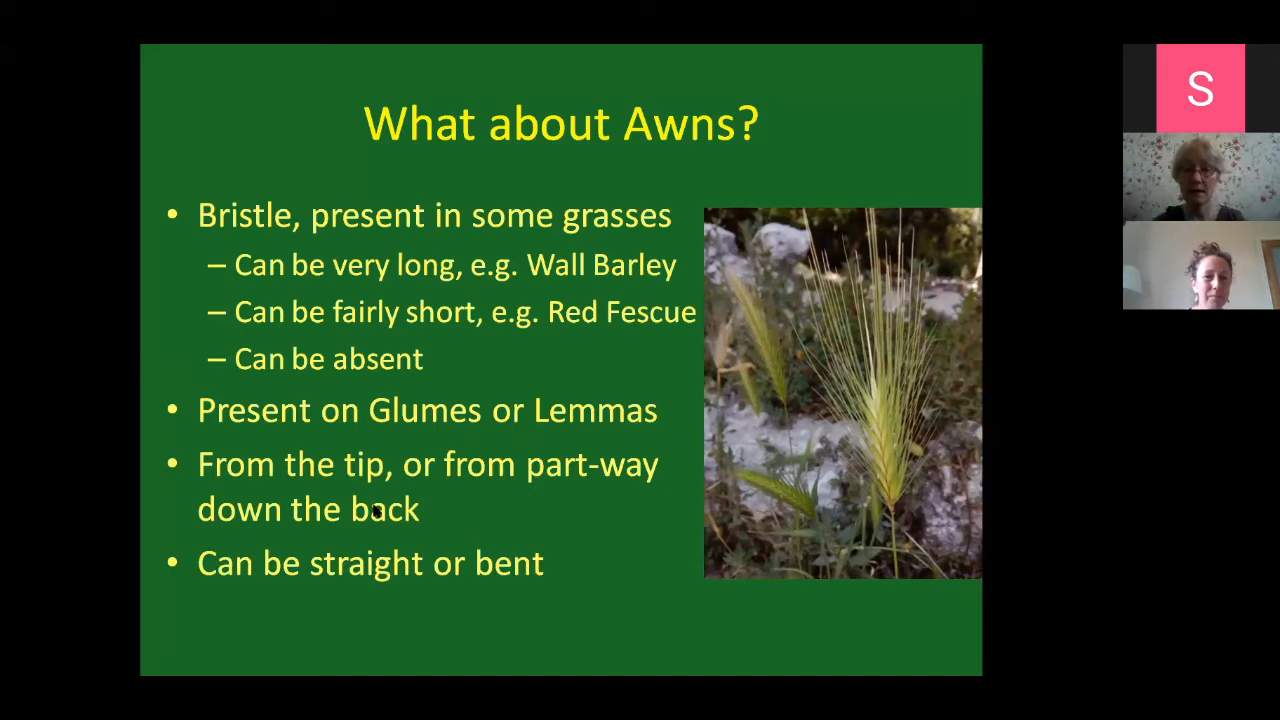 What about Awns?
• Bristle, present in some grasses
– Can be very long, e.g. Wall Barley
– Can be fairly short, e.g. Red Fescue
– Can be absent
• Present on Glumes or Lemmas
• From the tip, or from part-way
down the back
• Can be straight or bent
S